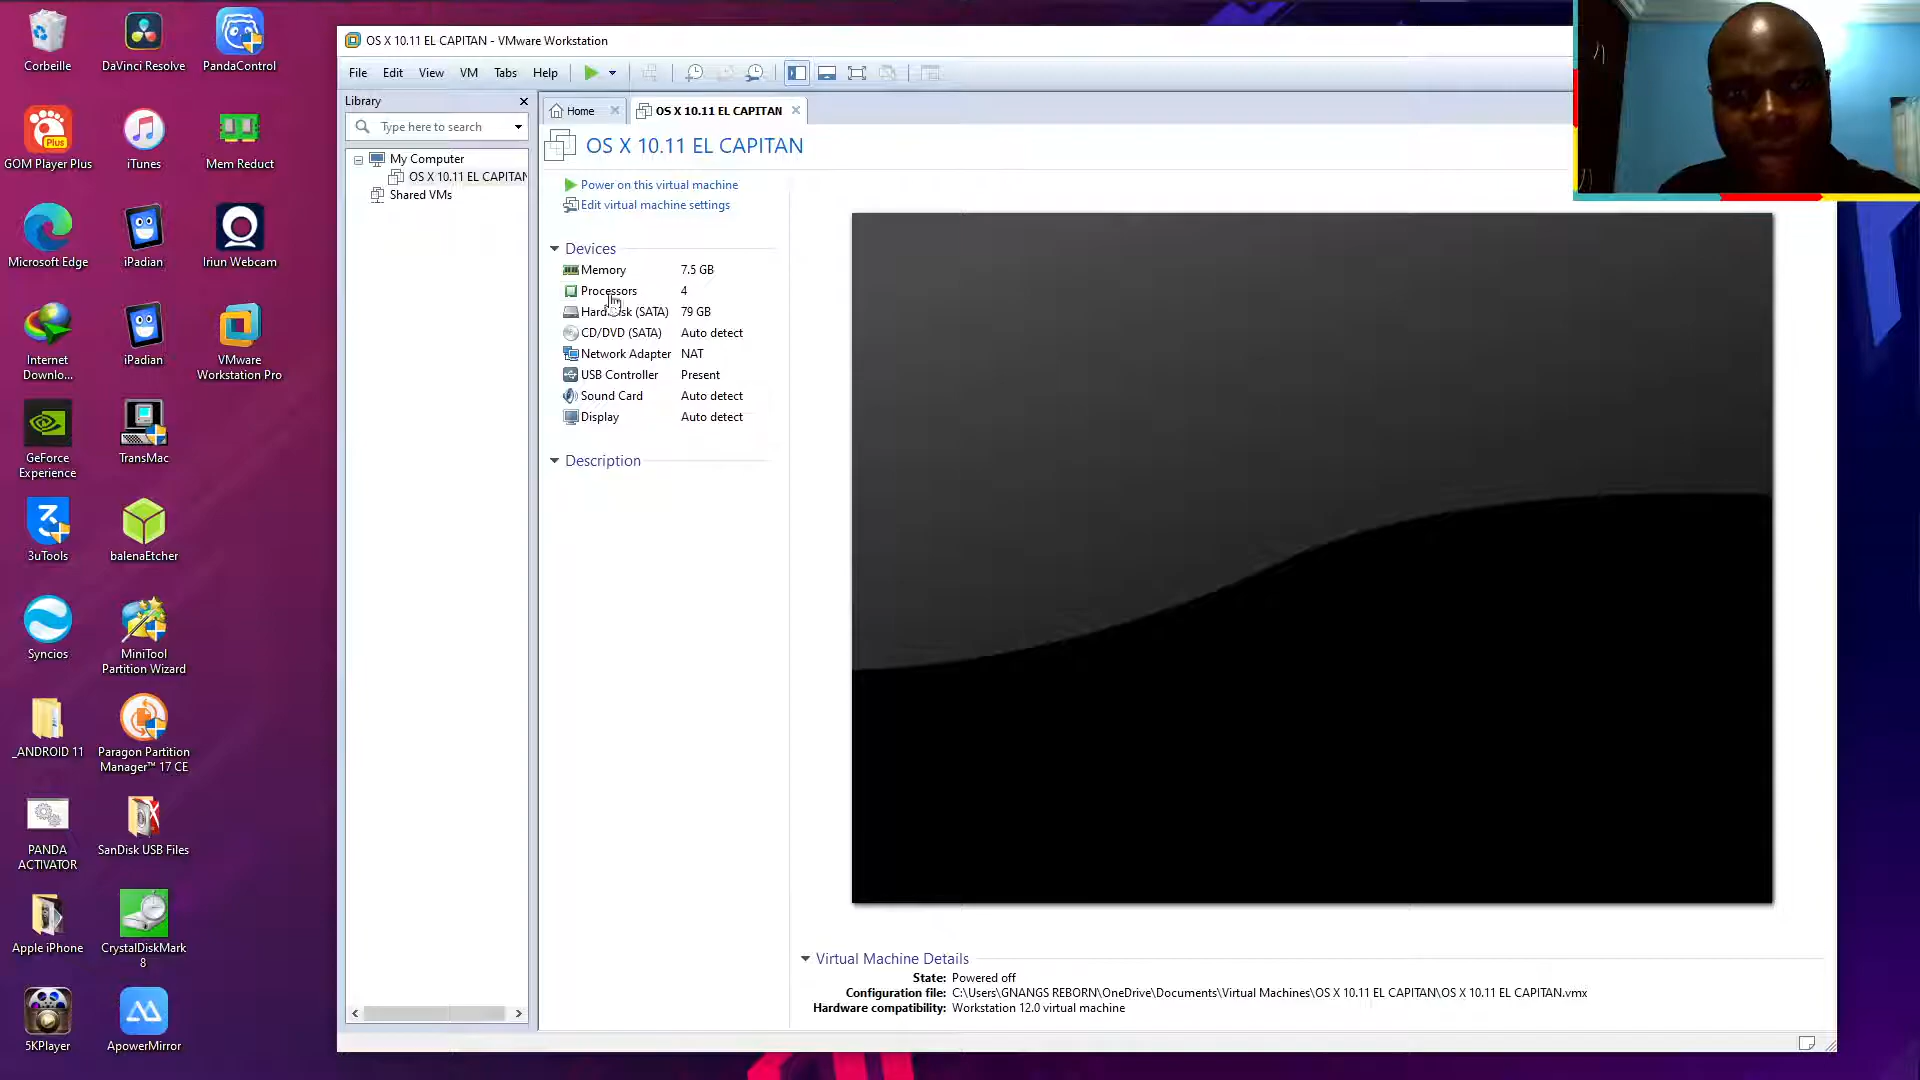 Corbeille
DaVinci Resolve
PandaControl
GOM Player Plus
Plus
iTunes
Mem Reduct
Microsoft Edge
iPadian
Iriun Webcam
Internet
Downlo...
iPadian
VMware
Workstation Pro
GeForce
Experience
TransMac
3uTools
balenaEtcher
Syncios
MiniTool
Partition Wizard
_ANDROID 11
Paragon Partition
Manager™ 17 CE
PANDA
ACTIVATOR
SanDisk USB Files
Apple iPhone
CrystalDiskMark
8
5KPlayer
ApowerMirror
OS X 10.11 EL CAPITAN - VMware Workstation
File Edit View VM Tabs Help
Library
Type here to search
My Computer
OS X 10.11 EL CAPITAN
Shared VMs
Home
OS X 10.11 EL CAPITAN
OS X 10.11 EL CAPITAN
Power on this virtual machine
Edit virtual machine settings
Devices
Memory 7.5 GB
Processors 4
Hard Disk (SATA) 79 GB
CD/DVD (SATA) Auto detect
Network Adapter NAT
USB Controller Present
Sound Card Auto detect
Display Auto detect
Description
Virtual Machine Details
State: Powered off
Configuration file: C:\Users\GNANGS REBORN\OneDrive\Documents\Virtual Machines\OS X 10.11 EL CAPITAN\OS X 10.11 EL CAPITAN.vmx
Hardware compatibility: Workstation 12.0 virtual machine